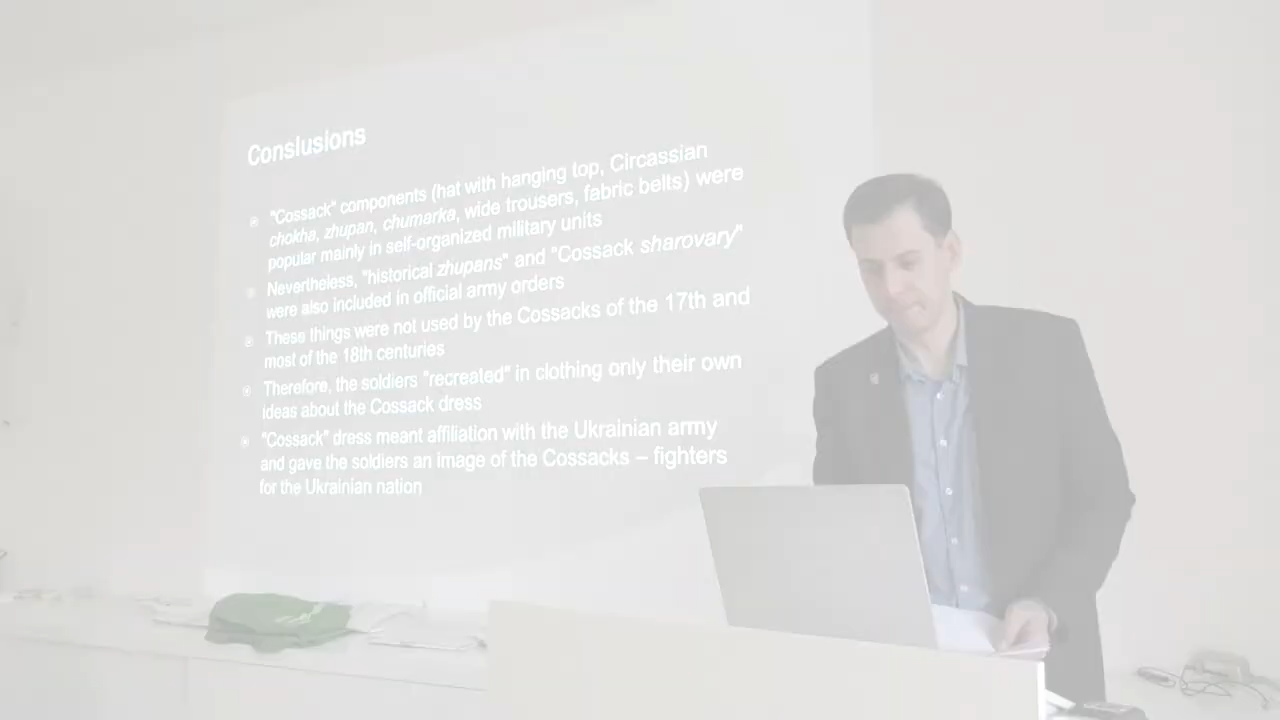 Conslusions
"Cossack" components (hat with hanging top, Circassian
chokha, zhupan, chumarka, wide trousers, fabric belts) were
popular mainly in self-organized military units
Nevertheless, "historical zhupans" and "Cossack sharovary"
were also included in official army orders
These things were not used by the Cossacks of the 17th and
most of the 18th centuries
Therefore, the soldiers "recreated" in clothing only their own
ideas about the Cossack dress
"Cossack" dress meant affiliation with the Ukrainian army
and gave the soldiers an image of the Cossacks – fighters
for the Ukrainian nation